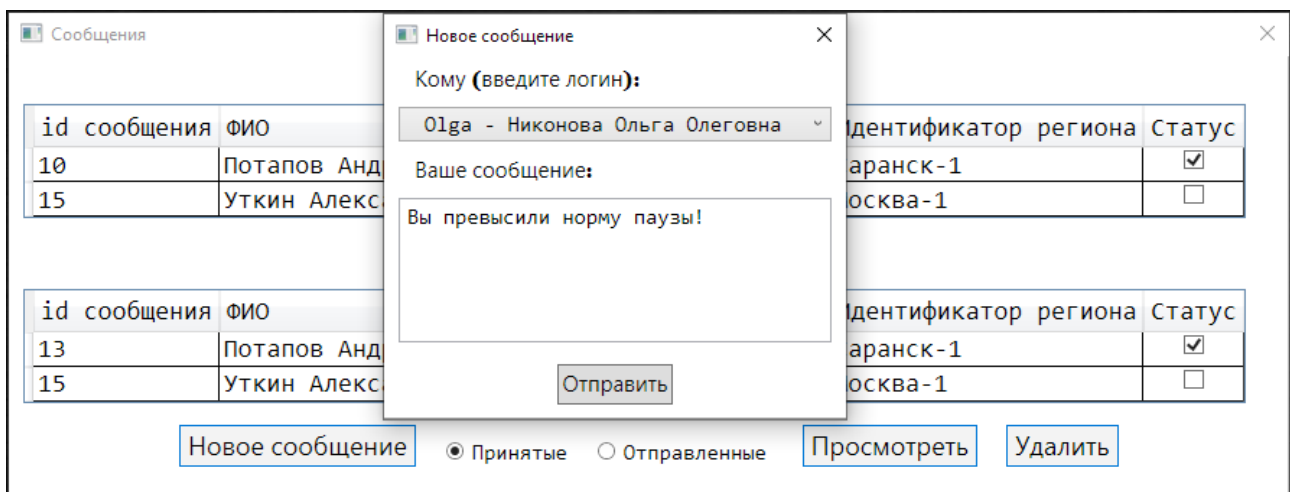 Сообщения
Новое сообщение
Кому (введите логин):
Olga - Никонова Ольга Олеговна
id сообщения ФИО Идентификатор региона Статус
10 Потапов Анд аранск-1
Ваше сообщение:
15 Уткин Алекс осква-1
Вы превысили норму паузы!
id сообщения ФИО Идентификатор региона Статус
13 Потапов Анд аранск-1
15 Уткин Алекс осква-1
Отправить
Новое сообщение Принятые Отправленные Просмотреть Удалить